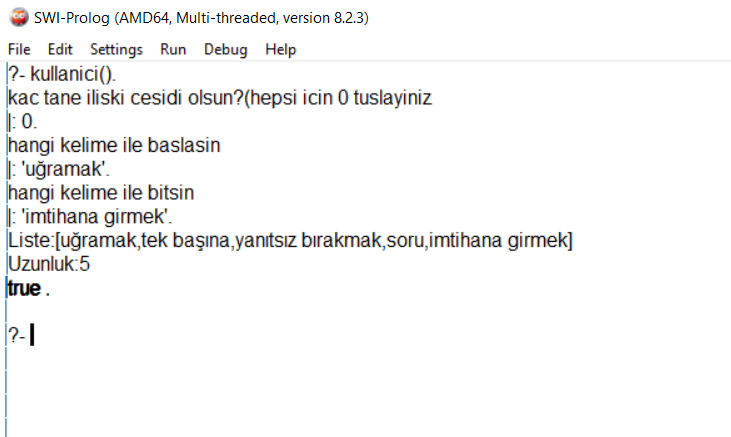 SWI-Prolog (AMD64, Multi-threaded, version 8.2.3)
File Edit Settings Run Debug Help
?- kullanici().
kac tane iliski cesidi olsun?(hepsi icin 0 tuslayiniz
|: 0.
hangi kelime ile baslasin
|: 'uğramak'.
hangi kelime ile bitsin
|: 'imtihana girmek'.
Liste:[uğramak,tek başına,yanıtsız bırakmak,soru,imtihana girmek]
Uzunluk:5
true .
?-